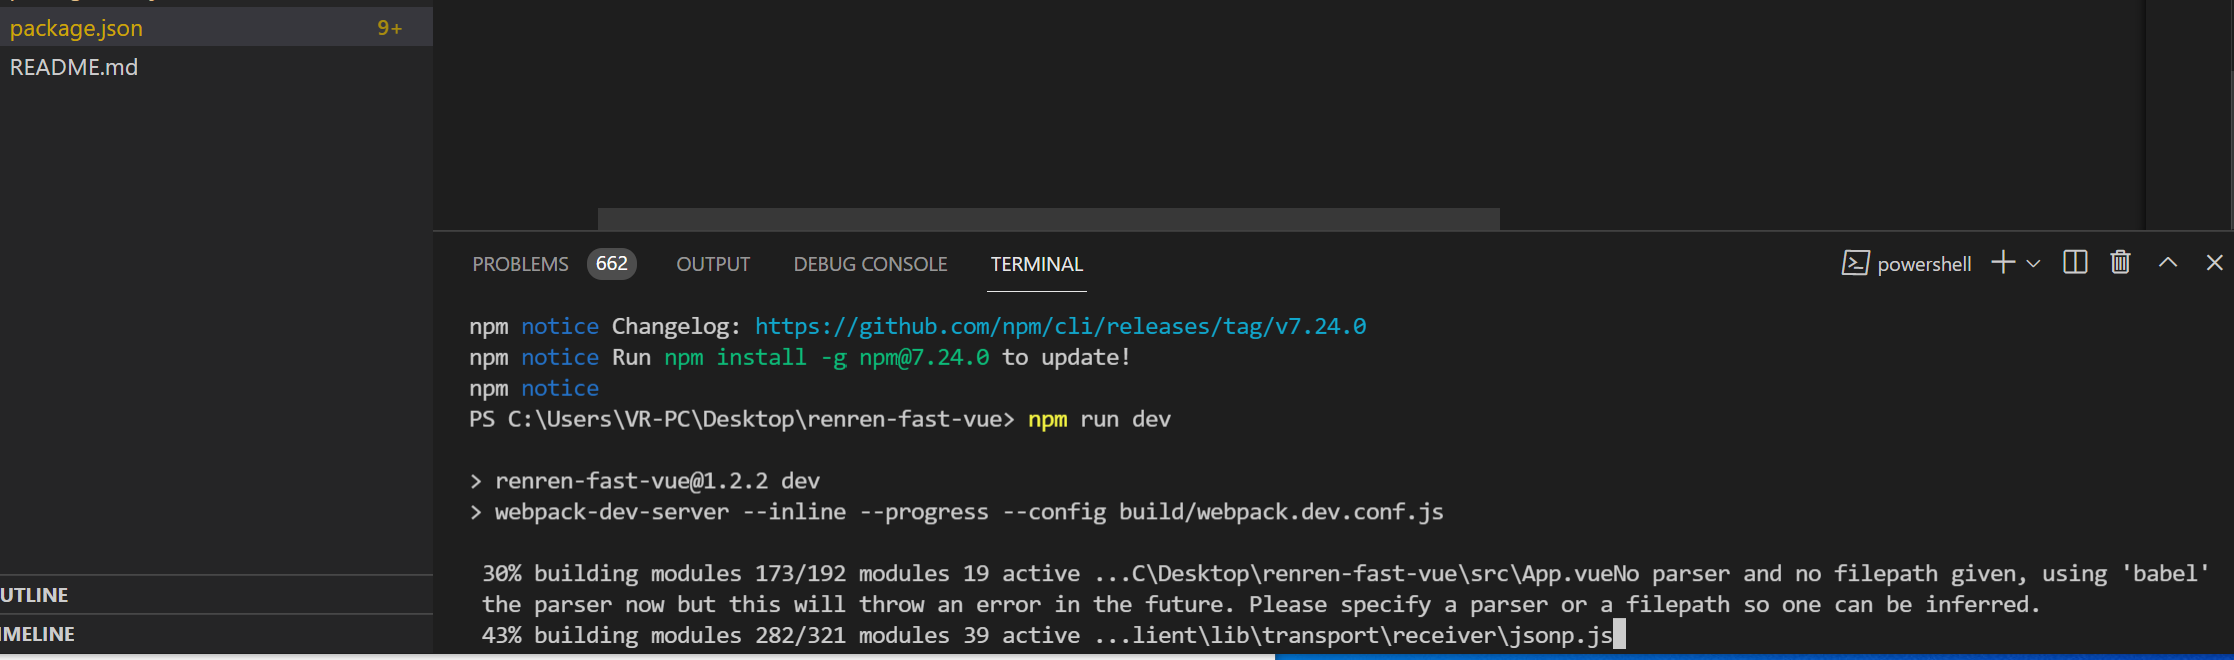 package.json 9+
README.md
PROBLEMS 662 OUTPUT DEBUG CONSOLE TERMINAL powershell
npm notice Changelog: https://github.com/npm/cli/releases/tag/v7.24.0
npm notice Run npm install -g npm@7.24.0 to update!
npm notice
PS C:\Users\VR-PC\Desktop\renren-fast-vue> npm run dev
> renren-fast-vue@1.2.2 dev
> webpack-dev-server --inline --progress --config build/webpack.dev.conf.js
30% building modules 173/192 modules 19 active ...C\Desktop\renren-fast-vue\src\App.vueNo parser and no filepath given, using 'babel'
the parser now but this will throw an error in the future. Please specify a parser or a filepath so one can be inferred.
43% building modules 282/321 modules 39 active ...lient\lib\transport\receiver\jsonp.js
UTLINE
IMELINE